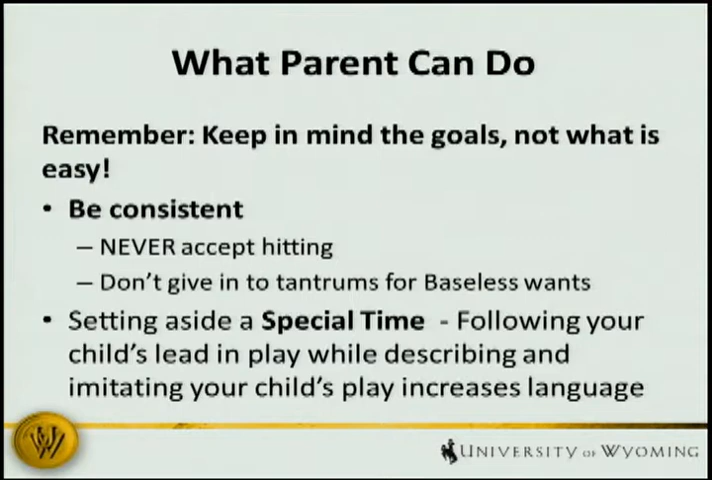 What Parent Can Do
Remember: Keep in mind the goals, not what is
easy!
• Be consistent
– NEVER accept hitting
– Don't give in to tantrums for Baseless wants
• Setting aside a Special Time - Following your
child's lead in play while describing and
imitating your child's play increases language
W
UNIVERSITY OF WYOMING